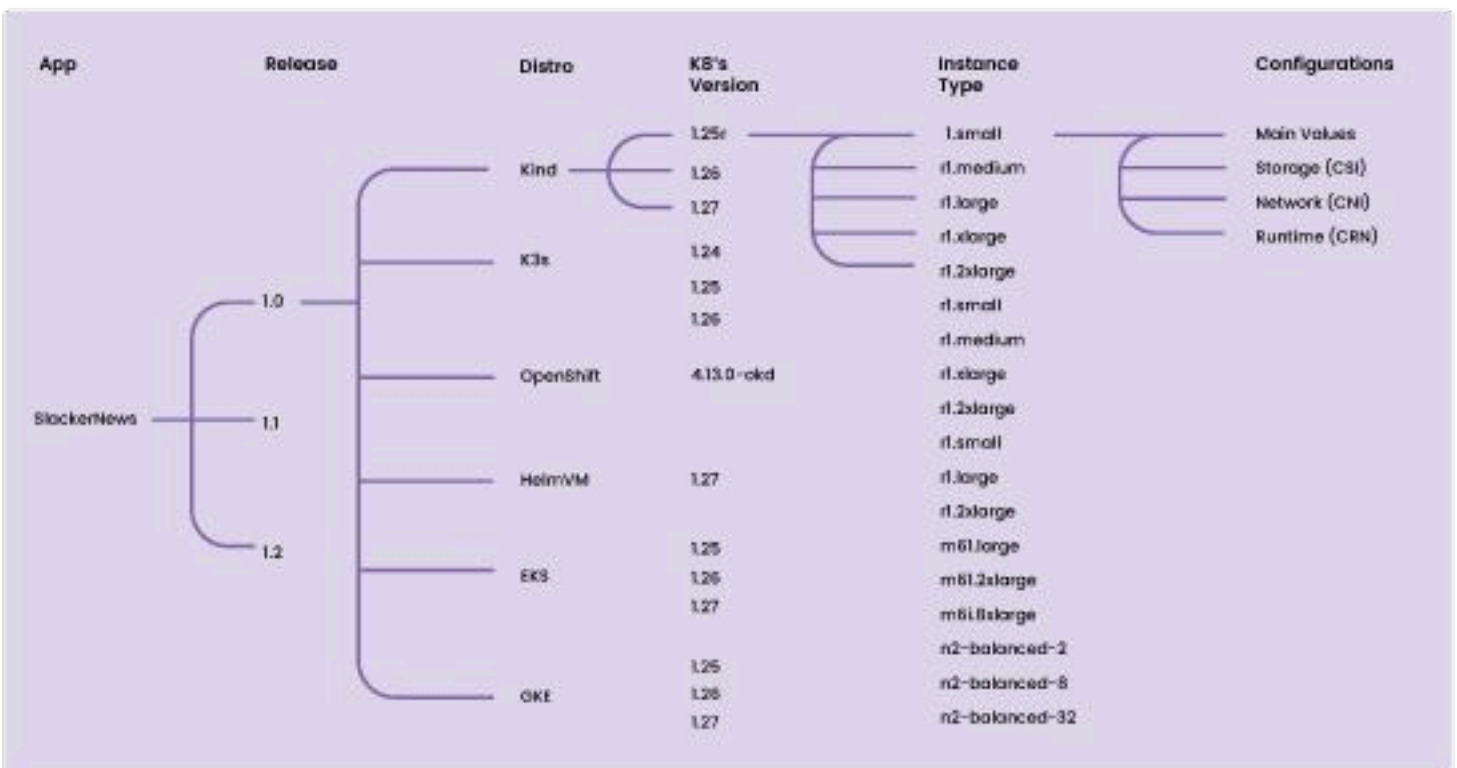 App
Release
Distro
K8's
Version
Instance
Type
Configurations
SlackerNews
1.0
1.1
1.2
Kind
K3s
OpenShift
HelmVM
EKS
GKE
1.25r
1.26
1.27
1.24
1.25
1.26
4.13.0-okd
1.27
1.25
1.26
1.27
1.25
1.26
1.27
1.small
r1.medium
r1.large
r1.xlarge
r1.2xlarge
r1.small
r1.medium
r1.xlarge
r1.2xlarge
r1.small
r1.large
r1.2xlarge
m61.large
m61.2xlarge
m6i.8xlarge
n2-balanced-2
n2-balanced-8
n2-balanced-32
Main Values
Storage (CSI)
Network (CNI)
Runtime (CRN)